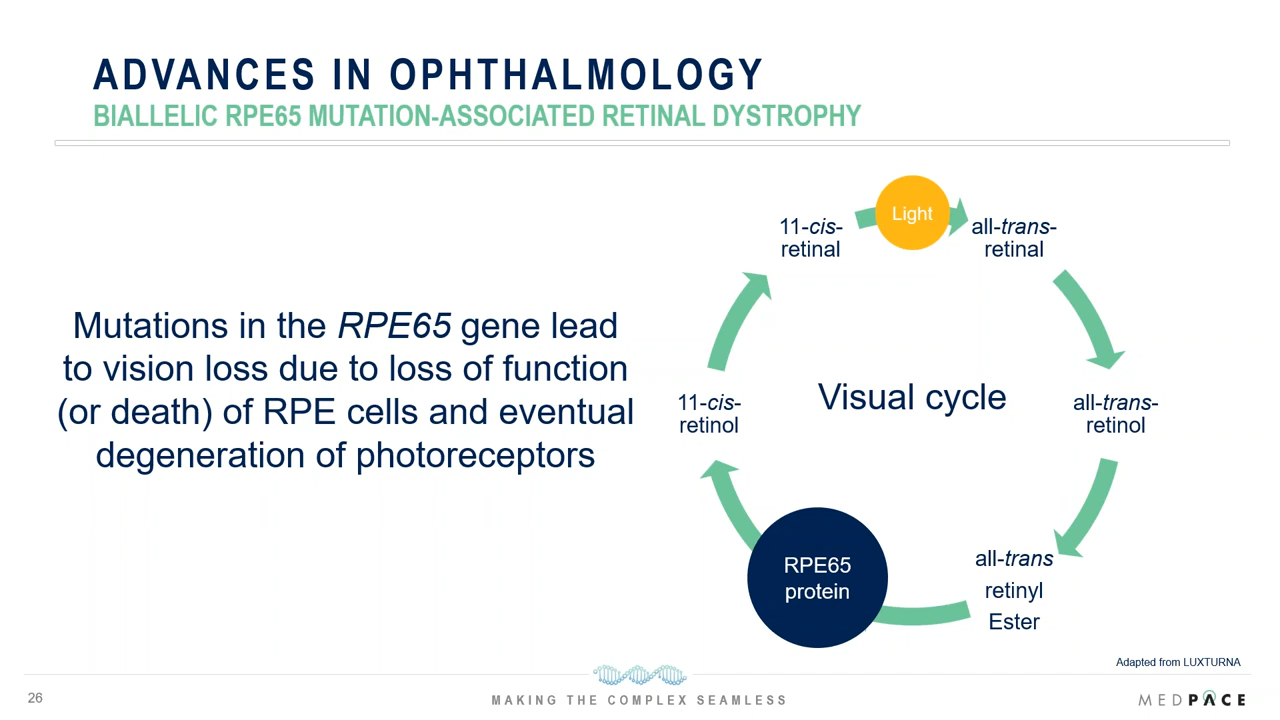 ADVANCES IN OPHTHALMOLOGY
BIALLELIC RPE65 MUTATION-ASSOCIATED RETINAL DYSTROPHY
Mutations in the RPE65 gene lead
to vision loss due to loss of function
(or death) of RPE cells and eventual
degeneration of photoreceptors
Light
11-cis-
retinal
all-trans-
retinal
Visual cycle
11-cis-
retinol
all-trans-
retinol
RPE65
protein
all-trans
retinyl
Ester
Adapted from LUXTURNA
26
MAKING THE COMPLEX SEAMLESS
MEDPACE